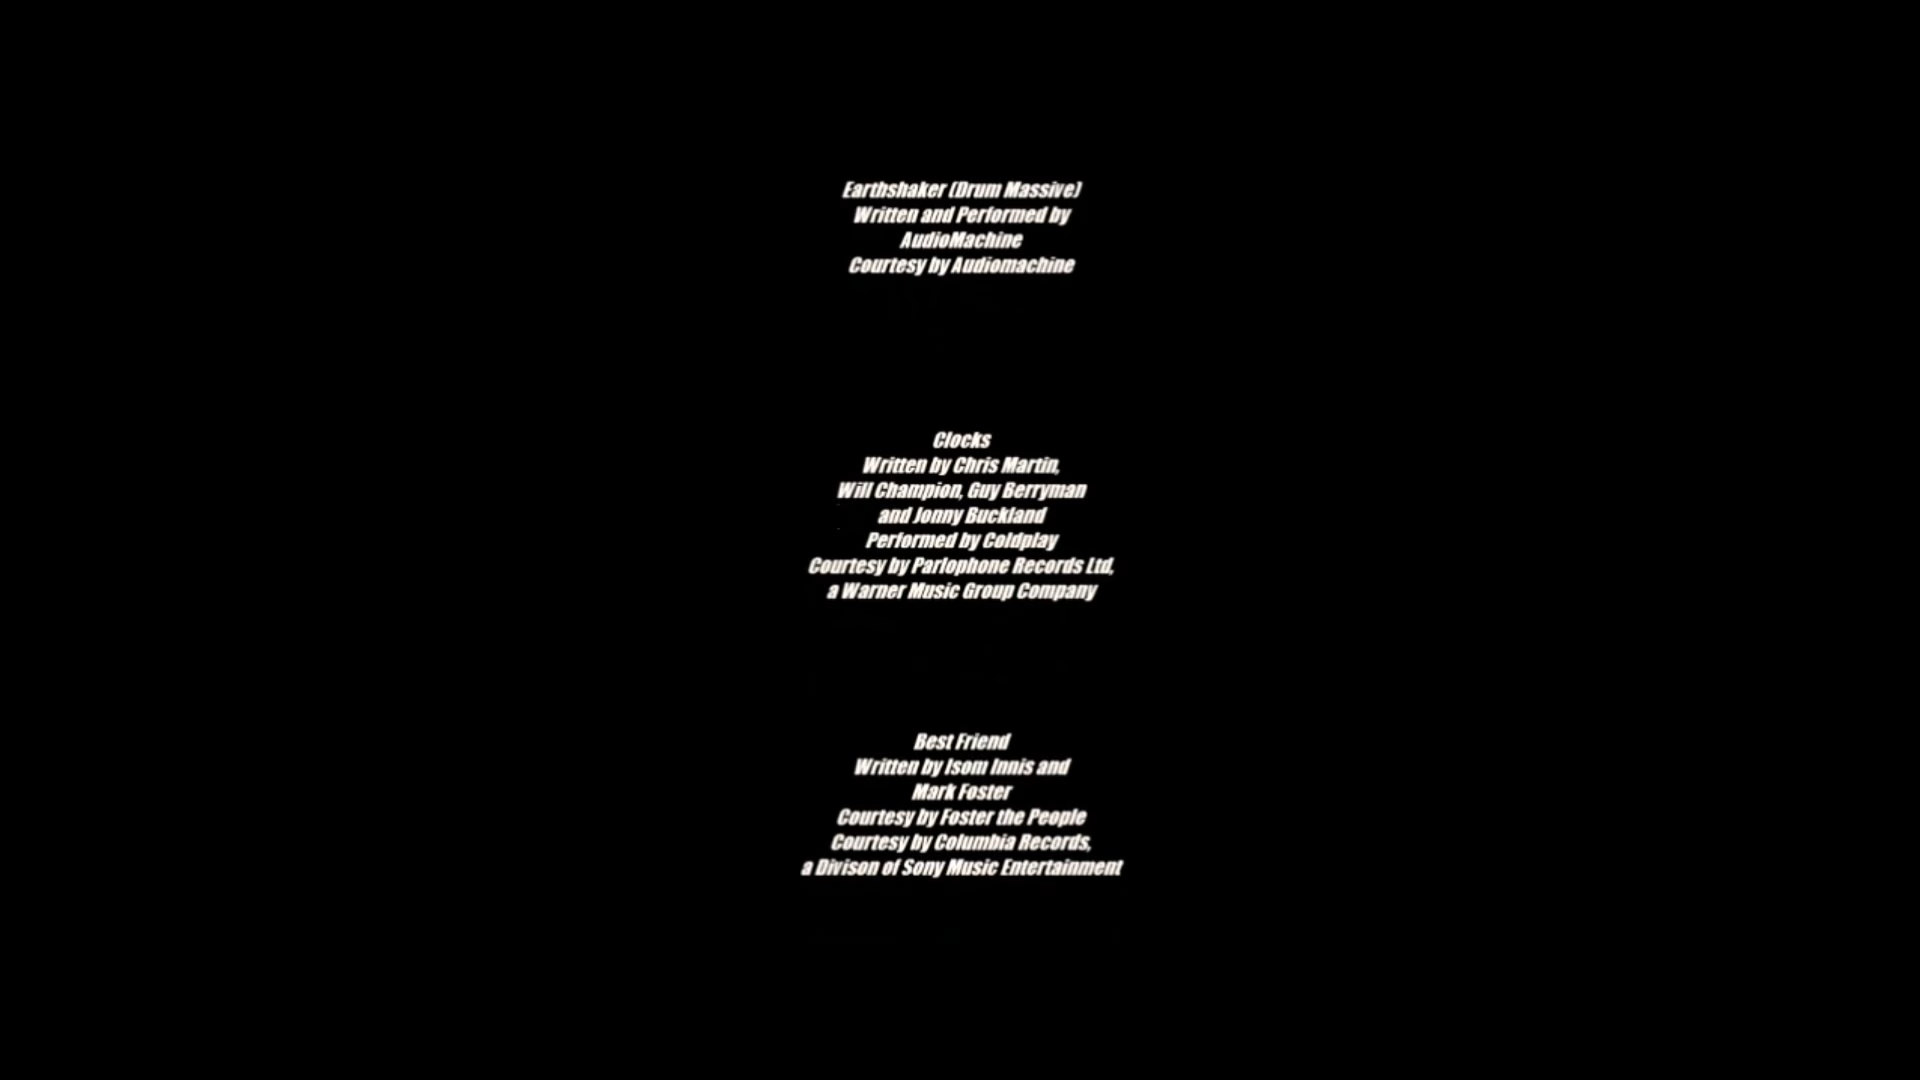 Earthshaker (Drum Massive)
Written and Performed by
AudioMachine
Courtesy by Audiomachine
Clocks
Written by Chris Martin,
Will Champion, Guy Berryman
and Jonny Buckland
Performed by Coldplay
Courtesy by Parlophone Records Ltd,
a Warner Music Group Company
Best Friend
Written by Isom Innis and
Mark Foster
Courtesy by Foster the People
Courtesy by Columbia Records,
a Divison of Sony Music Entertainment